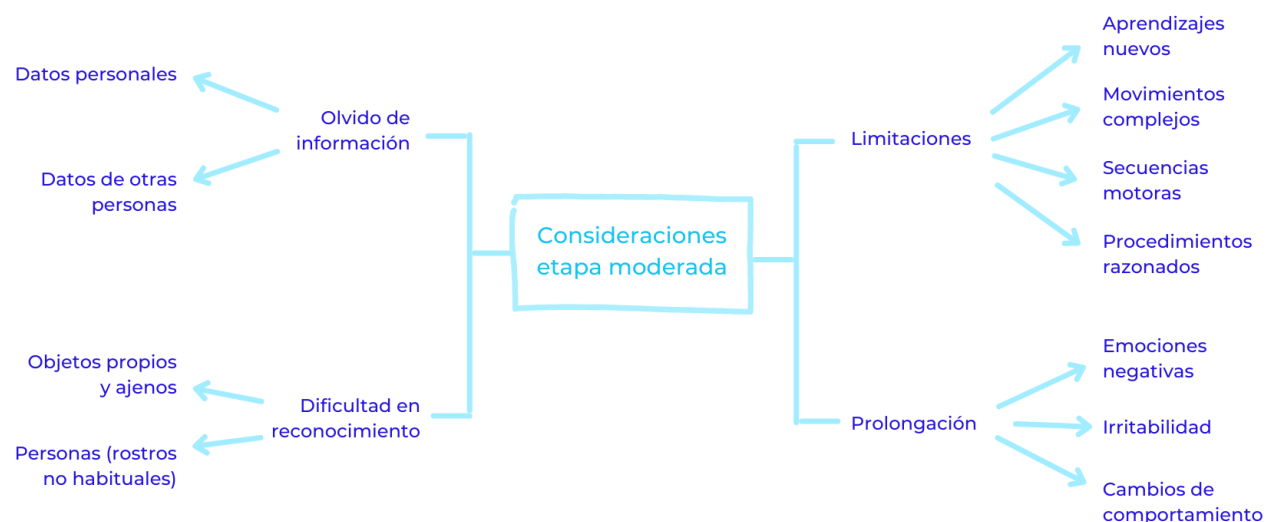 Consideraciones
etapa moderada
Olvido de
información
Datos personales
Datos de otras
personas
Dificultad en
reconocimiento
Objetos propios
y ajenos
Personas (rostros
no habituales)
Limitaciones
Aprendizajes
nuevos
Movimientos
complejos
Secuencias
motoras
Procedimientos
razonados
Prolongación
Emociones
negativas
Irritabilidad
Cambios de
comportamiento